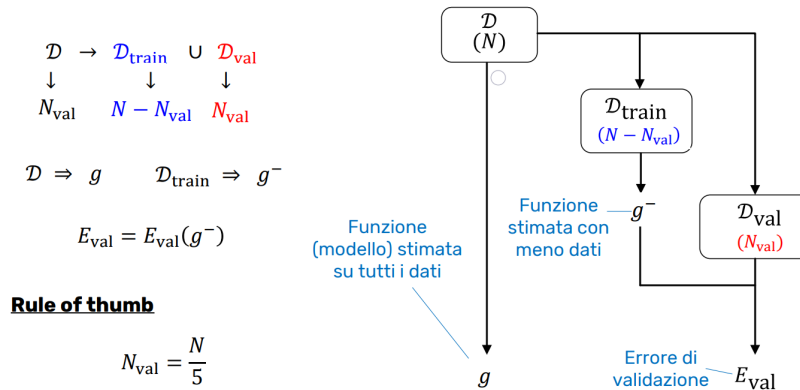 𝒟 → 𝒟train ∪ 𝒟val
↓ ↓ ↓
Nval N − Nval Nval
𝒟 ⇒ g 𝒟train ⇒ g⁻
Eval = Eval(g⁻)
Rule of thumb
Nval = N/5
𝒟
(N)
𝒟train
(N − Nval)
g⁻
𝒟val
(Nval)
Funzione
(modello) stimata
su tutti i dati
Funzione
stimata con
meno dati
g
Errore di
validazione
Eval